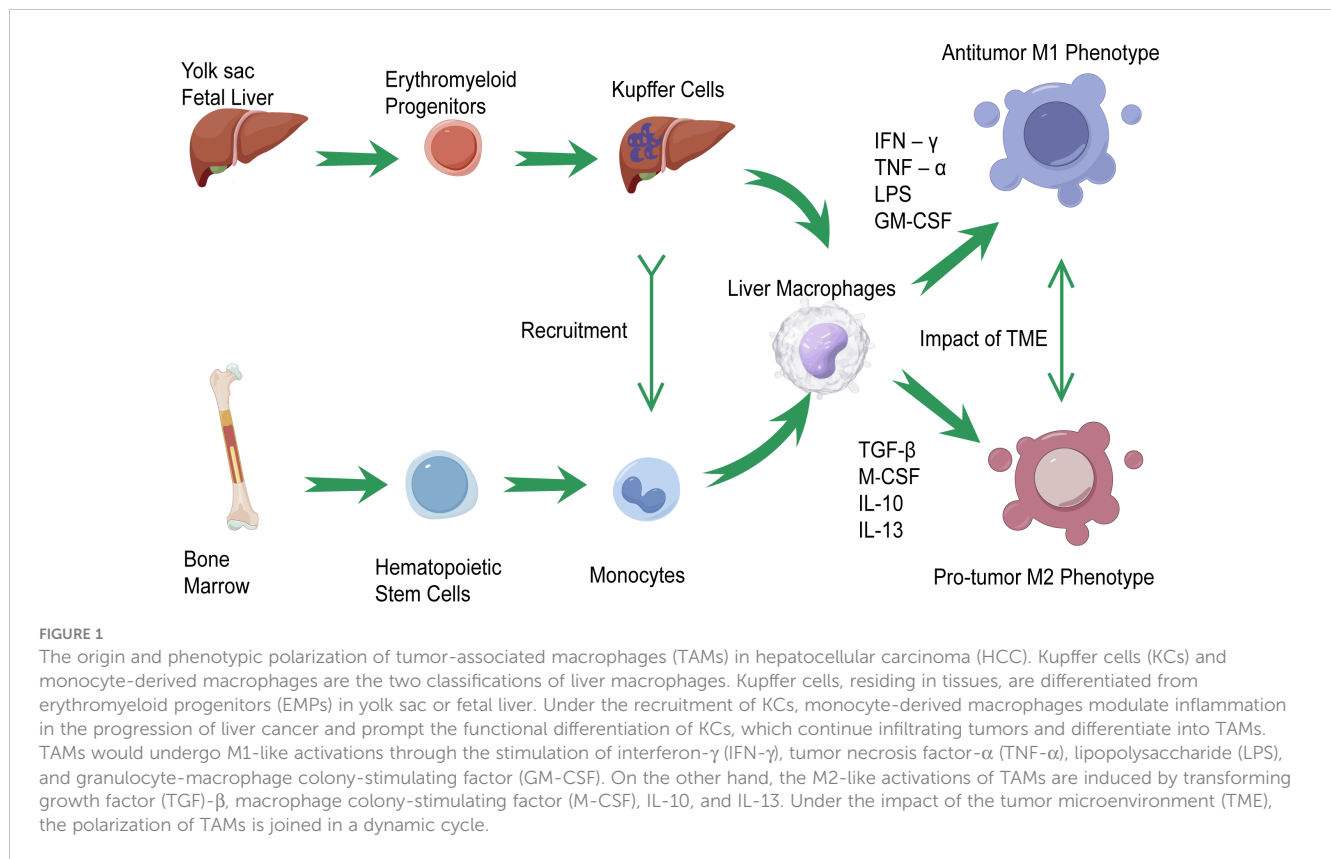 Yolk sac
Fetal Liver
Erythromyeloid
Progenitors
Kupffer Cells
Antitumor M1 Phenotype
IFN – γ
TNF – α
LPS
GM-CSF
Liver Macrophages
Recruitment
Impact of TME
TGF-β
M-CSF
IL-10
IL-13
Bone
Marrow
Hematopoietic
Stem Cells
Monocytes
Pro-tumor M2 Phenotype
FIGURE 1
The origin and phenotypic polarization of tumor-associated macrophages (TAMs) in hepatocellular carcinoma (HCC). Kupffer cells (KCs) and
monocyte-derived macrophages are the two classifications of liver macrophages. Kupffer cells, residing in tissues, are differentiated from
erythromyeloid progenitors (EMPs) in yolk sac or fetal liver. Under the recruitment of KCs, monocyte-derived macrophages modulate inflammation
in the progression of liver cancer and prompt the functional differentiation of KCs, which continue infiltrating tumors and differentiate into TAMs.
TAMs would undergo M1-like activations through the stimulation of interferon-γ (IFN-γ), tumor necrosis factor-α (TNF-α), lipopolysaccharide (LPS),
and granulocyte-macrophage colony-stimulating factor (GM-CSF). On the other hand, the M2-like activations of TAMs are induced by transforming
growth factor (TGF)-β, macrophage colony-stimulating factor (M-CSF), IL-10, and IL-13. Under the impact of the tumor microenvironment (TME),
the polarization of TAMs is joined in a dynamic cycle.